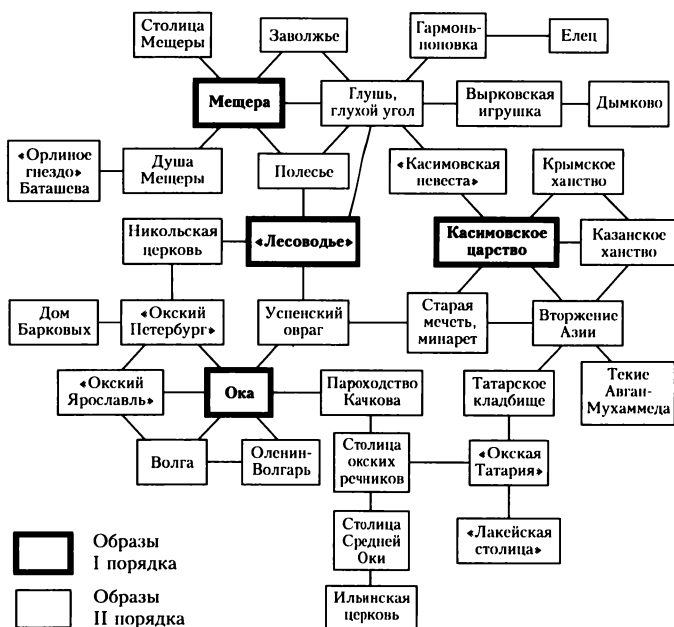 Столица
Мещеры
Заволжье
Гармонь-
поповка
Елец
Мещера
Глушь,
глухой угол
Вырковская
игрушка
Дымково
«Орлиное
гнездо»
Баташева
Душа
Мещеры
Полесье
«Касимовская
невеста»
Крымское
ханство
Никольская
церковь
«Лесоводье»
Касимовское
царство
Казанское
ханство
Дом
Барковых
«Окский
Петербург»
Успенский
овраг
Старая
мечеть,
минарет
Вторжение
Азии
«Окский
Ярославль»
Ока
Пароходство
Качкова
Татарское
кладбище
Текие
Авган-
Мухаммеда
Волга
Оленин-
Волгарь
Столица
окских
речников
«Окская
Татария»
Столица
Средней
Оки
«Лакейская
столица»
Ильинская
церковь
Образы
I порядка
Образы
II порядка